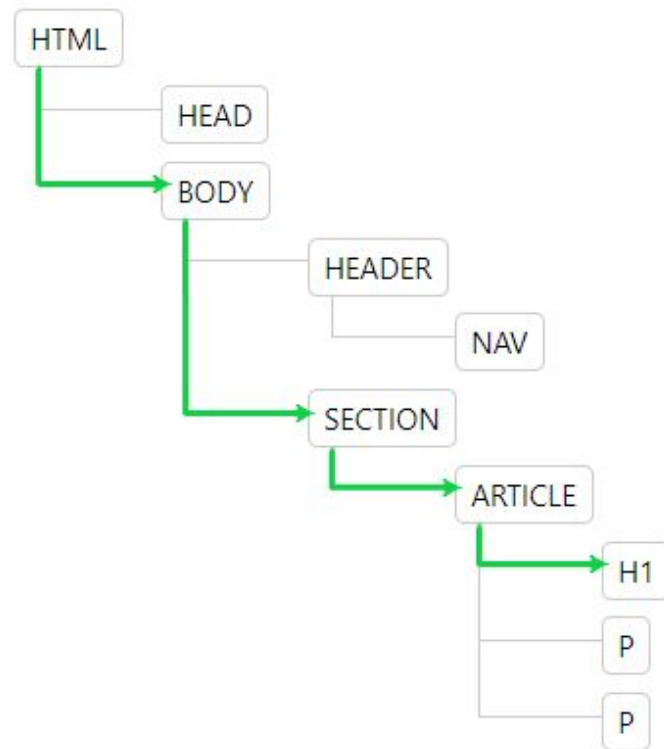 HTML
HEAD
BODY
HEADER
NAV
SECTION
ARTICLE
H1
P
P